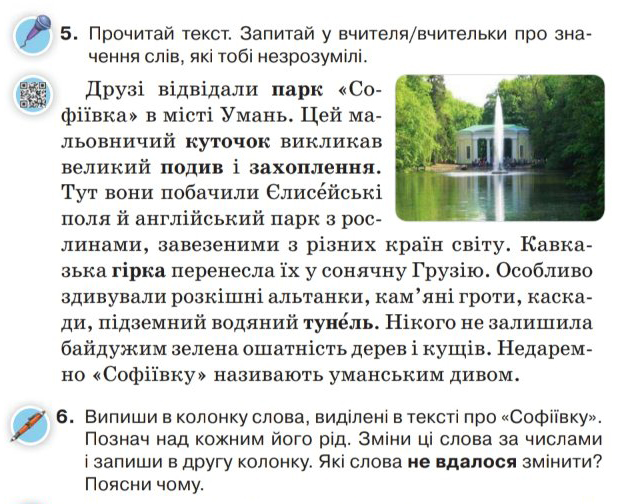 5. Прочитай текст. Запитай у вчителя/вчительки про зна-
чення слів, які тобі незрозумілі.
Друзі відвідали парк «Со-
фіївка» в місті Умань. Цей ма-
льовничий куточок викликав
великий подив і захоплення.
Тут вони побачили Єлисе́йські
поля й англійський парк з рос-
линами, завезеними з різних країн світу. Кавка-
зька гірка перенесла їх у сонячну Грузію. Особливо
здивували розкішні альтанки, кам’яні гроти, каска-
ди, підземний водяний туне́ль. Нікого не залишила
байдужим зелена ошатність дерев і кущів. Недарем-
но «Софіївку» називають уманським дивом.
6. Випиши в колонку слова, виділені в тексті про «Софіївку».
Познач над кожним його рід. Зміни ці слова за числами
і запиши в другу колонку. Які слова не вдалося змінити?
Поясни чому.